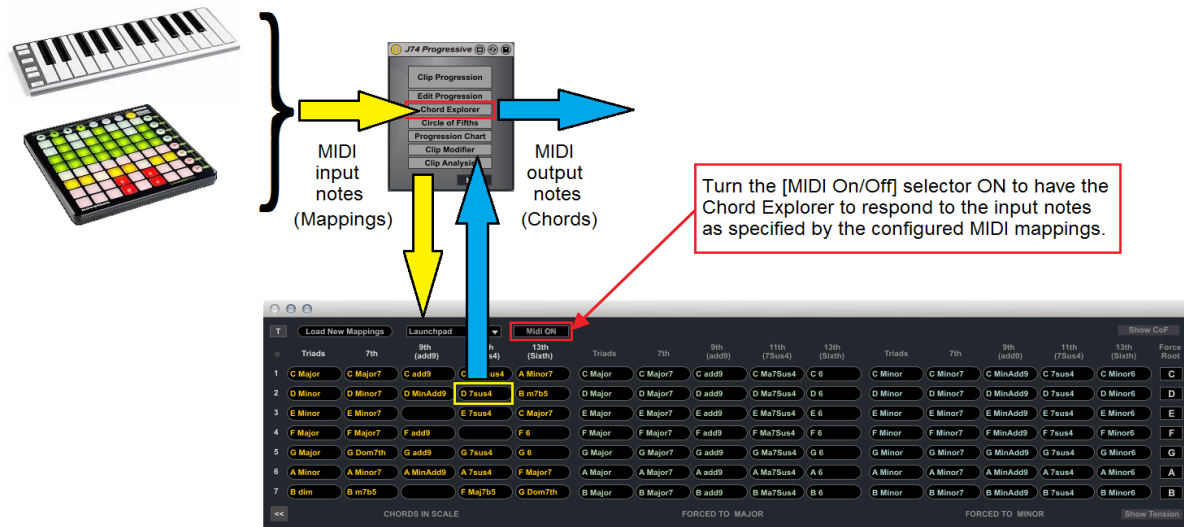 J74 Progressive
Clip Progression
Edit Progression
Chord Explorer
Circle of Fifths
Progression Chart
Clip Modifier
Clip Analysis
MIDI
input
notes
(Mappings)
MIDI
output
notes
(Chords)
Turn the [MIDI On/Off] selector ON to have the
Chord Explorer to respond to the input notes
as specified by the configured MIDI mappings.
T Load New Mappings Launchpad Midi ON Show CoF
Triads 7th 9th (add9) 13th (Sixth) Triads 7th 9th (add9) 11th (7Sus4) 13th (Sixth) Triads 7th 9th (add9) 11th (7Sus4) 13th (Sixth) Force Root
1 C Major C Major7 C add9 A Minor7 C Major C Major7 C add9 C Ma7Sus4 C 6 C Minor C Minor7 C MinAdd9 C 7sus4 C Minor6 C
2 D Minor D Minor7 D MinAdd9 D 7sus4 B m7b5 D Major D Major7 D add9 D Ma7Sus4 D 6 D Minor D Minor7 D MinAdd9 D 7sus4 D Minor6 D
3 E Minor E Minor7 E 7sus4 C Major7 E Major E Major7 E add9 E Ma7Sus4 E 6 E Minor E Minor7 E MinAdd9 E 7sus4 E Minor6 E
4 F Major F Major7 F add9 F 6 F Major F Major7 F add9 F Ma7Sus4 F 6 F Minor F Minor7 F MinAdd9 F 7sus4 F Minor6 F
5 G Major G Dom7th G add9 G 7sus4 G 6 G Major G Major7 G add9 G Ma7Sus4 G 6 G Minor G Minor7 G MinAdd9 G 7sus4 G Minor6 G
6 A Minor A Minor7 A MinAdd9 A 7sus4 F Major7 A Major A Major7 A add9 A Ma7Sus4 A 6 A Minor A Minor7 A MinAdd9 A 7sus4 A Minor6 A
7 B dim B m7b5 F Maj7b5 G Dom7th B Major B Major7 B add9 B Ma7Sus4 B 6 B Minor B Minor7 B MinAdd9 B 7sus4 B Minor6 B
<< CHORDS IN SCALE FORCED TO MAJOR FORCED TO MINOR Show Tension